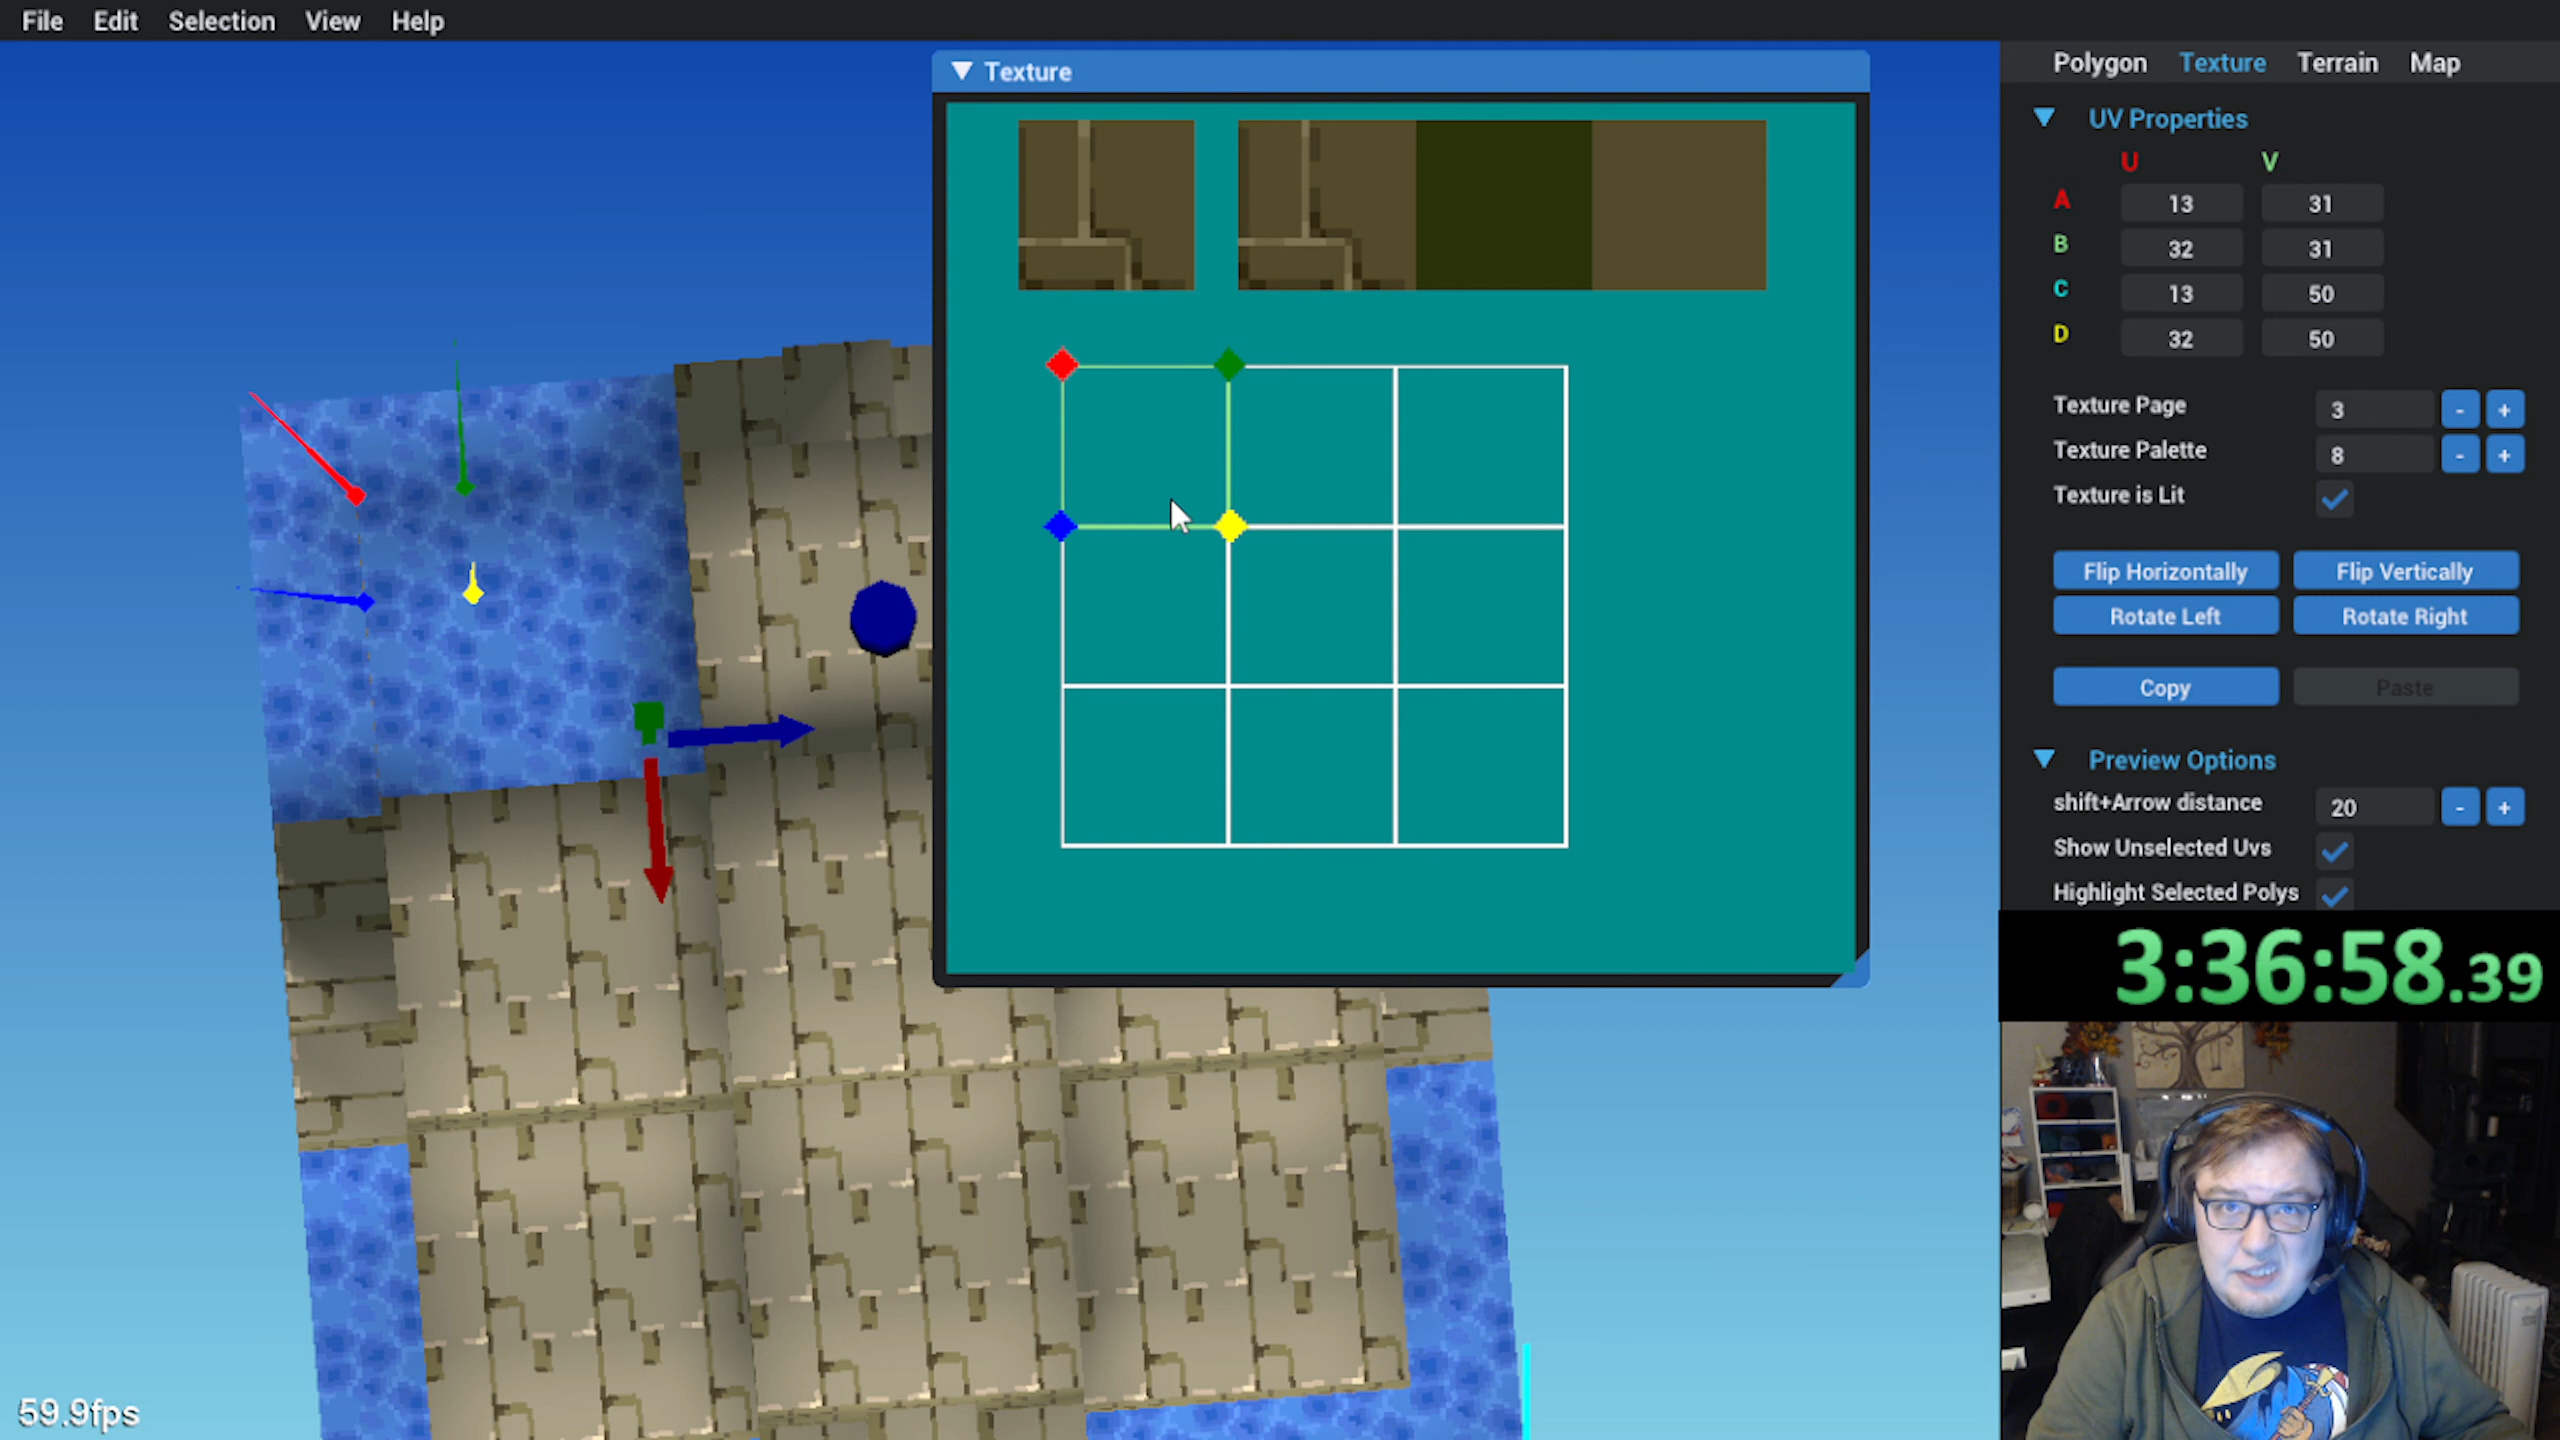 File Edit Selection View Help
Texture
Polygon Texture Terrain Map
UV Properties
U V
A 13 31
B 32 31
C 13 50
D 32 50
Texture Page 3 - +
Texture Palette 8 - +
Texture is Lit
Flip Horizontally Flip Vertically
Rotate Left Rotate Right
Copy Paste
Preview Options
shift+Arrow distance 20 - +
Show Unselected Uvs
Highlight Selected Polys
3:36:58.39
59.9fps